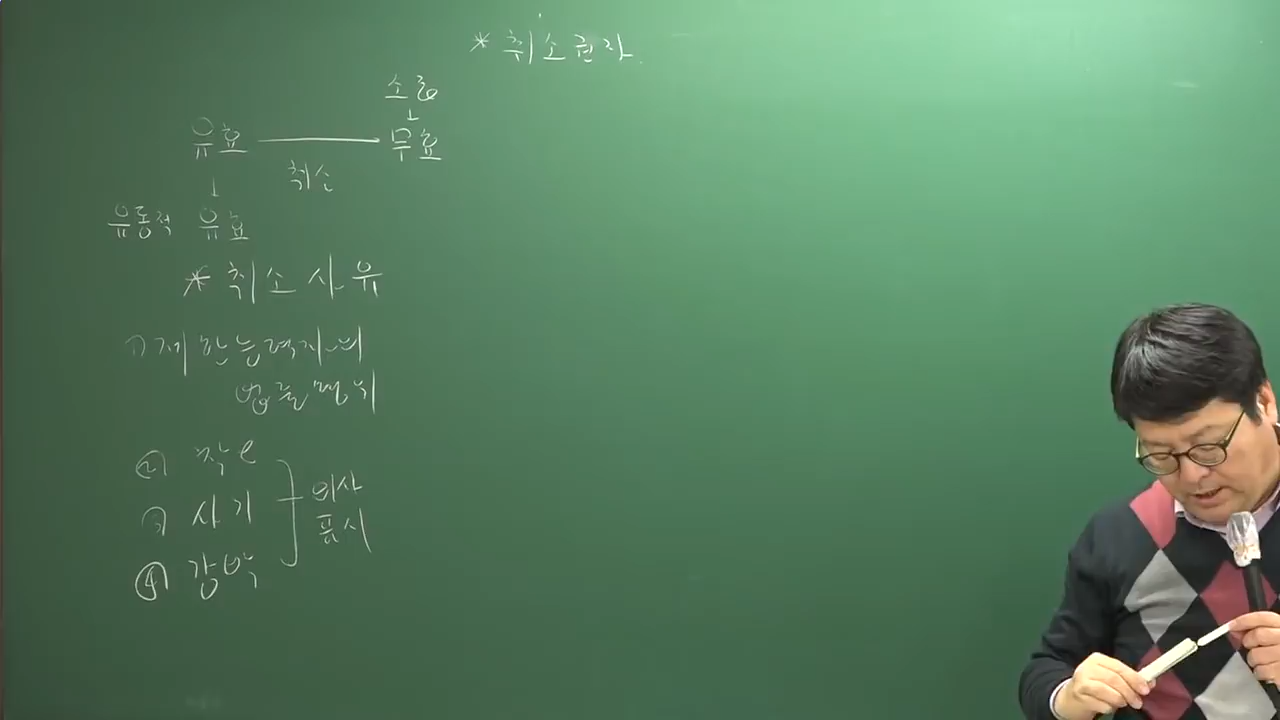 * 취소권자.
소급
유효 → 무효
취소
유동적 유효
* 취소사유
① 제한능력자의
법률행위
② 착오
③ 사기
④ 강박
의사
표시